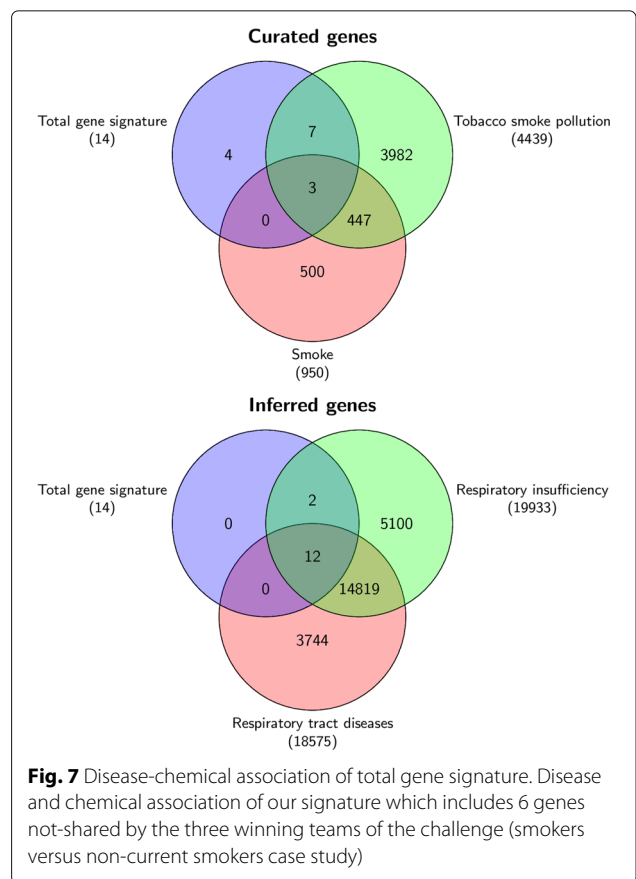 Curated genes
Total gene signature
(14)
Tobacco smoke pollution
(4439)
7
4
3982
3
0
447
500
Smoke
(950)
Inferred genes
Total gene signature
(14)
Respiratory insufficiency
(19933)
2
0
5100
12
0
14819
3744
Respiratory tract diseases
(18575)
Fig. 7 Disease-chemical association of total gene signature. Disease
and chemical association of our signature which includes 6 genes
not-shared by the three winning teams of the challenge (smokers
versus non-current smokers case study)